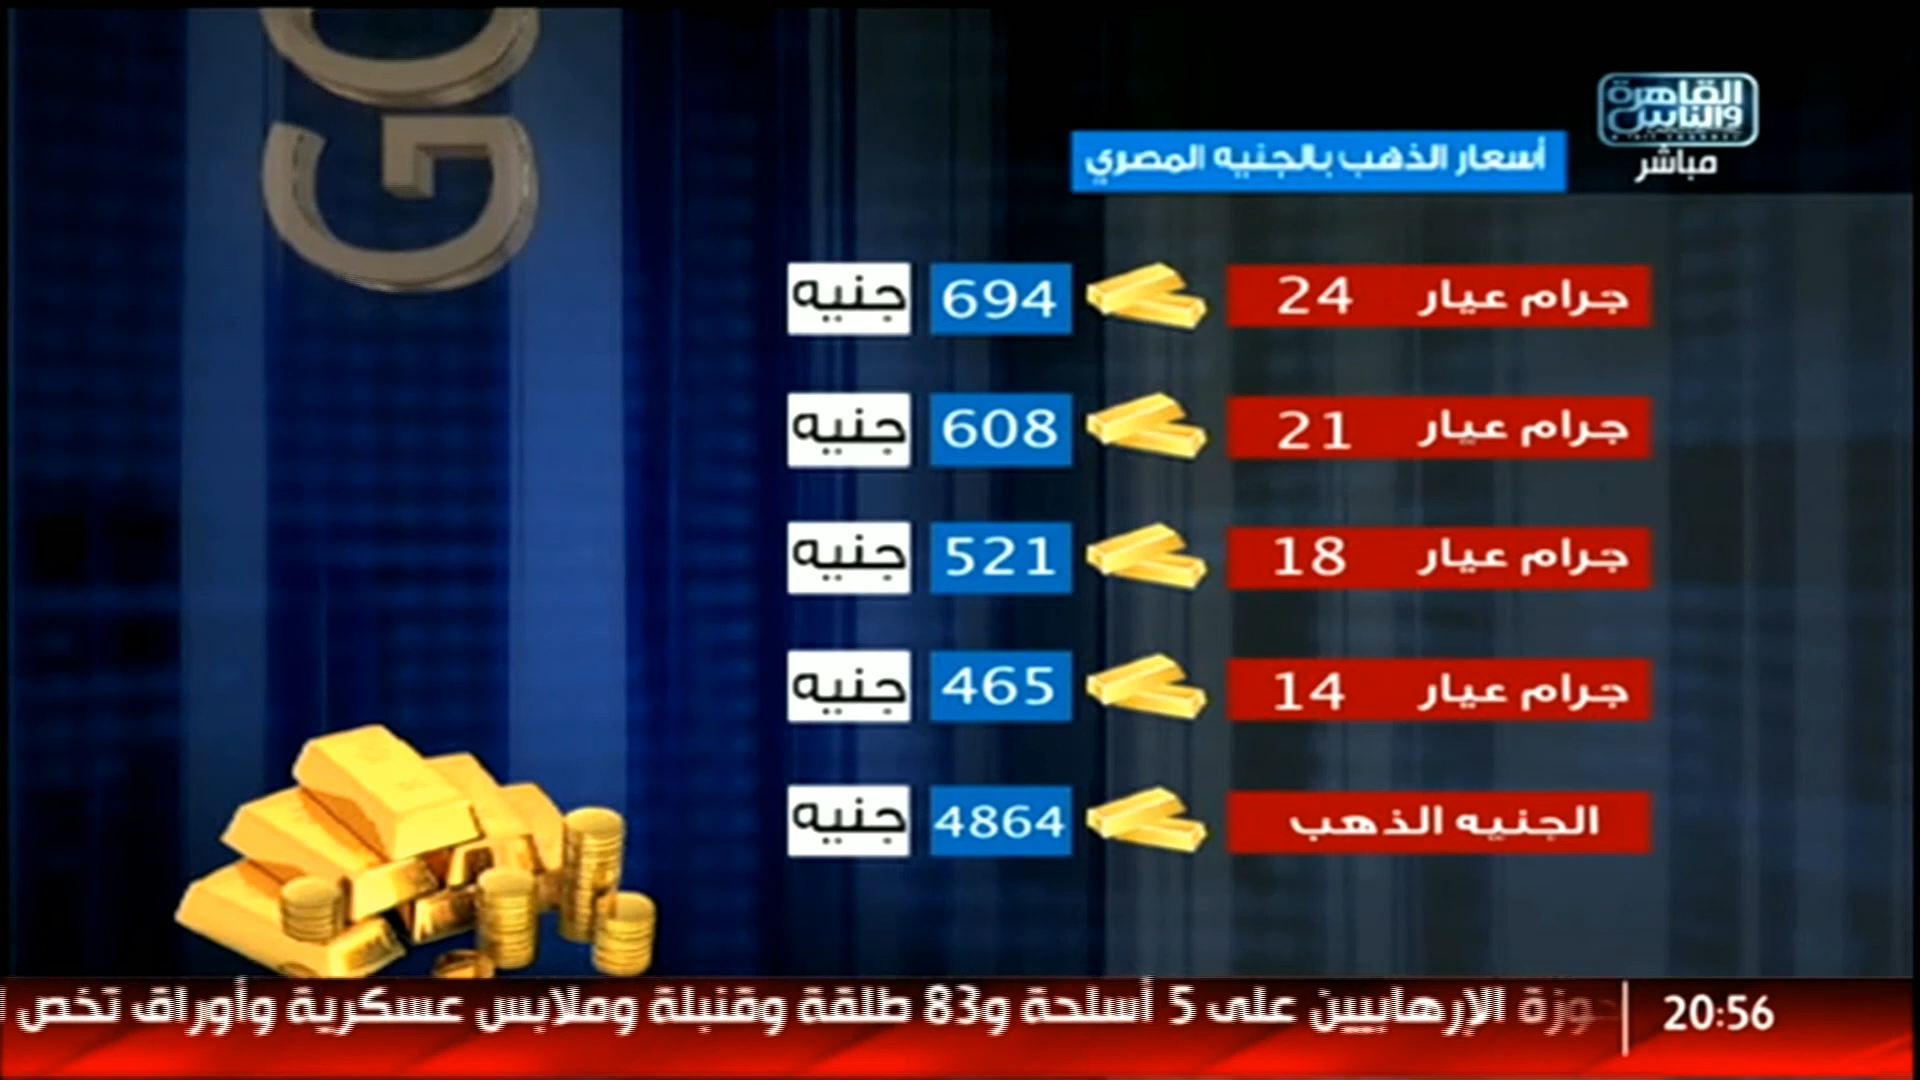 القاهرة
والناس
مباشر
أسعار الذهب بالجنيه المصري
جرام عيار 24 694 جنيه
جرام عيار 21 608 جنيه
جرام عيار 18 521 جنيه
جرام عيار 14 465 جنيه
الجنيه الذهب 4864 جنيه
حوزة الإرهابيين على 5 أسلحة و83 طلقة وقنبلة وملابس عسكرية وأوراق تخص
20:56